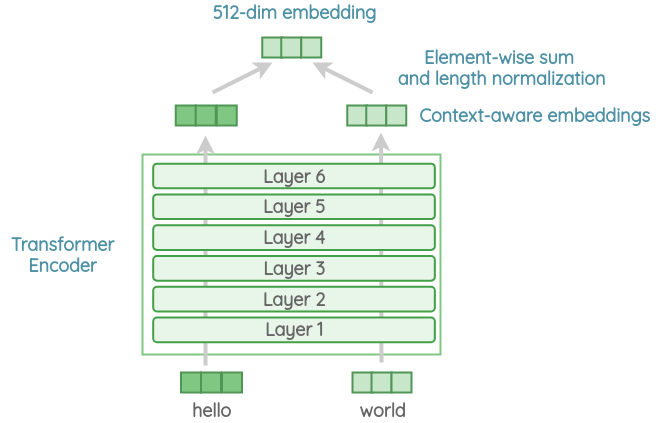 512-dim embedding
Element-wise sum
and length normalization
Context-aware embeddings
Layer 6
Layer 5
Layer 4
Layer 3
Layer 2
Layer 1
Transformer
Encoder
hello
world